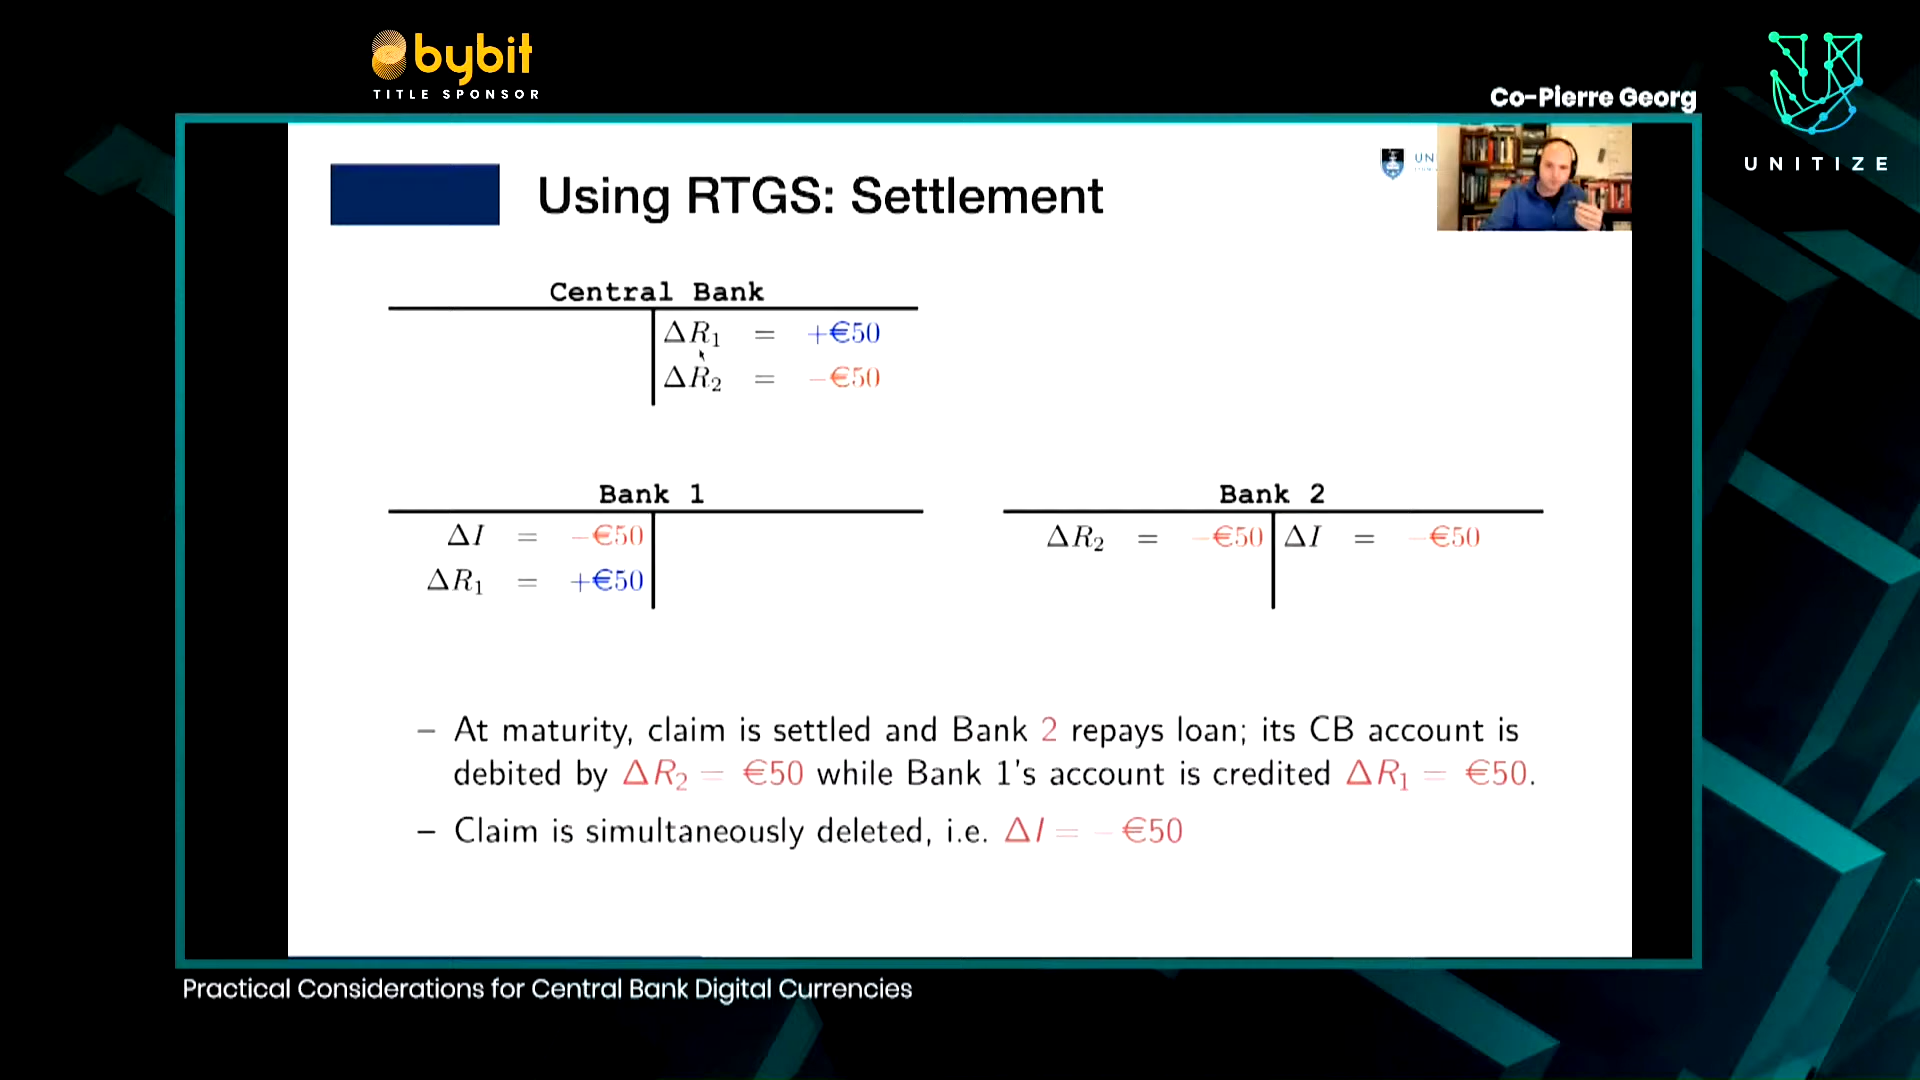 bybit
TITLE SPONSOR
Co-Pierre Georg
UNITIZE
UN
Using RTGS: Settlement
Central Bank
ΔR₁ = +€50
ΔR₂ = −€50
Bank 1
ΔI = −€50
ΔR₁ = +€50
Bank 2
ΔR₂ = −€50 ΔI = −€50
– At maturity, claim is settled and Bank 2 repays loan; its CB account is
debited by ΔR₂ = €50 while Bank 1's account is credited ΔR₁ = €50.
– Claim is simultaneously deleted, i.e. ΔI = −€50
Practical Considerations for Central Bank Digital Currencies